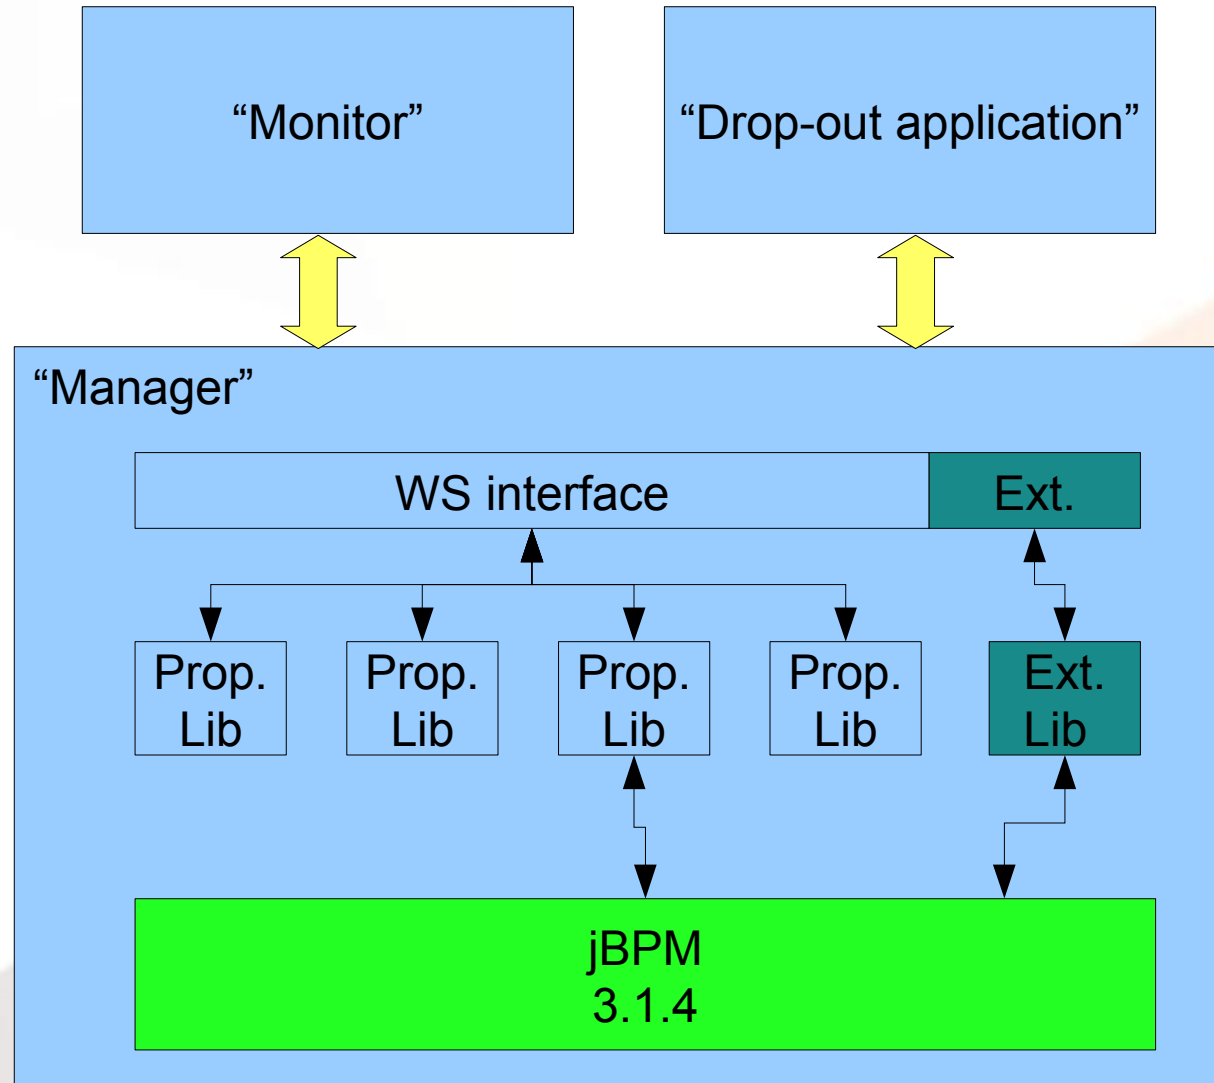 “Monitor”
“Drop-out application”
“Manager”
WS interface
Ext.
Prop.
Lib
Prop.
Lib
Prop.
Lib
Prop.
Lib
Ext.
Lib
jBPM
3.1.4